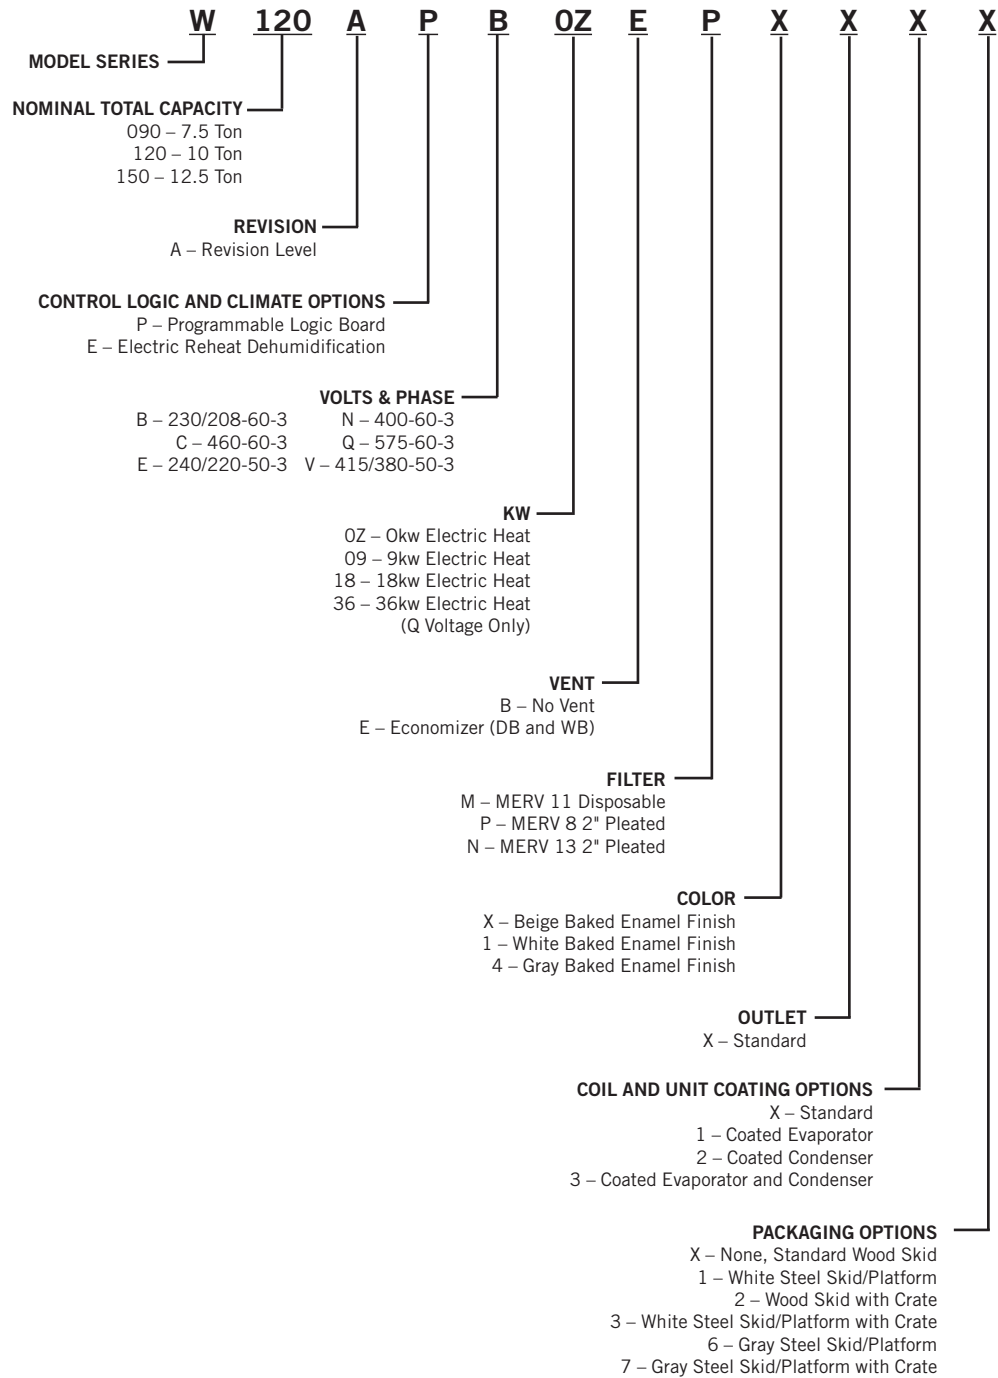 W 120 A P B 0Z E P X X X X
MODEL SERIES
NOMINAL TOTAL CAPACITY
090 – 7.5 Ton
120 – 10 Ton
150 – 12.5 Ton
REVISION
A – Revision Level
CONTROL LOGIC AND CLIMATE OPTIONS
P – Programmable Logic Board
E – Electric Reheat Dehumidification
VOLTS & PHASE
B – 230/208-60-3 N – 400-60-3
C – 460-60-3 Q – 575-60-3
E – 240/220-50-3 V – 415/380-50-3
KW
0Z – 0kw Electric Heat
09 – 9kw Electric Heat
18 – 18kw Electric Heat
36 – 36kw Electric Heat
(Q Voltage Only)
VENT
B – No Vent
E – Economizer (DB and WB)
FILTER
M – MERV 11 Disposable
P – MERV 8 2" Pleated
N – MERV 13 2" Pleated
COLOR
X – Beige Baked Enamel Finish
1 – White Baked Enamel Finish
4 – Gray Baked Enamel Finish
OUTLET
X – Standard
COIL AND UNIT COATING OPTIONS
X – Standard
1 – Coated Evaporator
2 – Coated Condenser
3 – Coated Evaporator and Condenser
PACKAGING OPTIONS
X – None, Standard Wood Skid
1 – White Steel Skid/Platform
2 – Wood Skid with Crate
3 – White Steel Skid/Platform with Crate
6 – Gray Steel Skid/Platform
7 – Gray Steel Skid/Platform with Crate